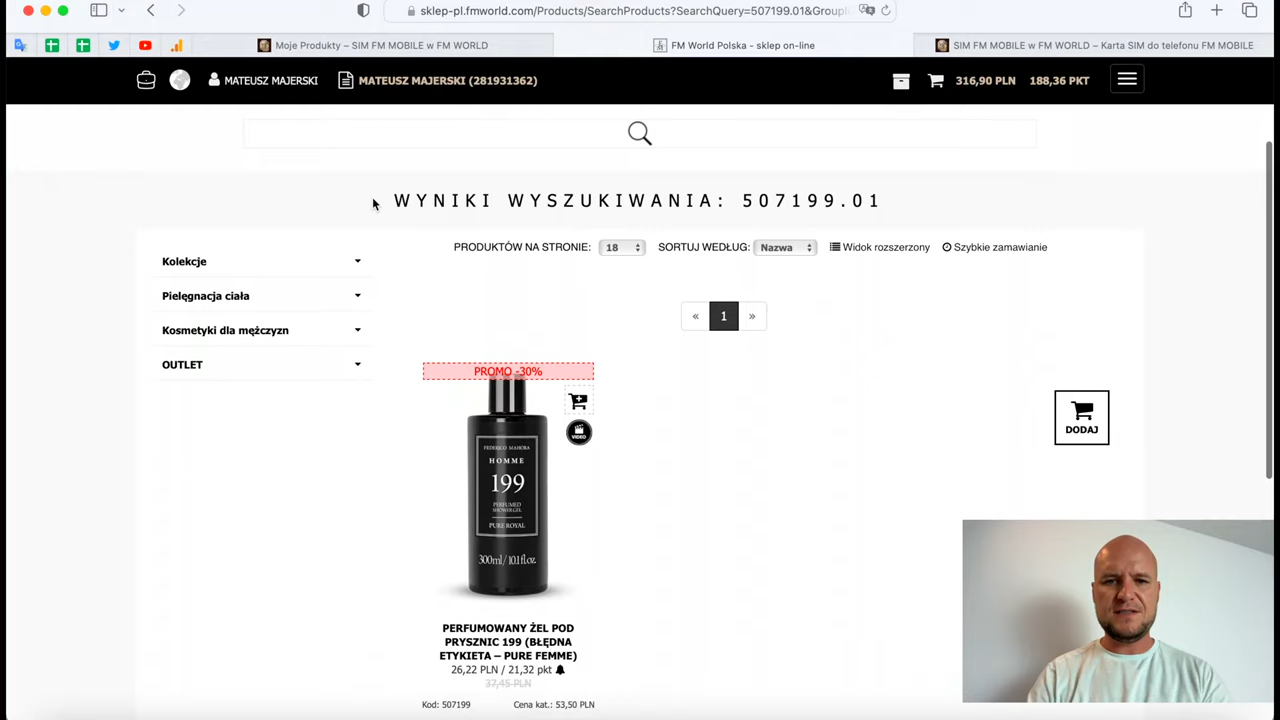 sklep-pl.fmworld.com/Products/SearchProducts?SearchQuery=507199.01&GroupI
Moje Produkty – SIM FM MOBILE w FM WORLD
FM World Polska - sklep on-line
SIM FM MOBILE w FM WORLD – Karta SIM do telefonu FM MOBILE
MATEUSZ MAJERSKI
MATEUSZ MAJERSKI (281931362)
316,90 PLN
188,36 PKT
WYNIKI WYSZUKIWANIA: 507199.01
PRODUKTÓW NA STRONIE: 18
SORTUJ WEDŁUG: Nazwa
Widok rozszerzony
Szybkie zamawianie
Kolekcje
Pielęgnacja ciała
Kosmetyki dla mężczyzn
OUTLET
« 1 »
PROMO -30%
VIDEO
DODAJ
FEDERICO MAHORA
HOMME
199
PERFUMED
SHOWER GEL
PURE ROYAL
300ml/10.1fl.oz.
PERFUMOWANY ŻEL POD
PRYSZNIC 199 (BŁĘDNA
ETYKIETA – PURE FEMME)
26,22 PLN / 21,32 pkt
37,45 PLN
Kod: 507199
Cena kat.: 53,50 PLN